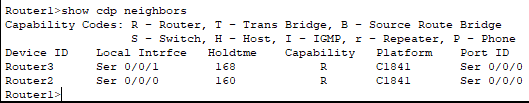 Router1>show cdp neighbors
Capability Codes: R - Router, T - Trans Bridge, B - Source Route Bridge
                  S - Switch, H - Host, I - IGMP, r - Repeater, P - Phone
Device ID    Local Intrfce   Holdtme    Capability   Platform    Port ID
Router3      Ser 0/0/1        168            R       C1841       Ser 0/0/0
Router2      Ser 0/0/0        160            R       C1841       Ser 0/0/0
Router1>